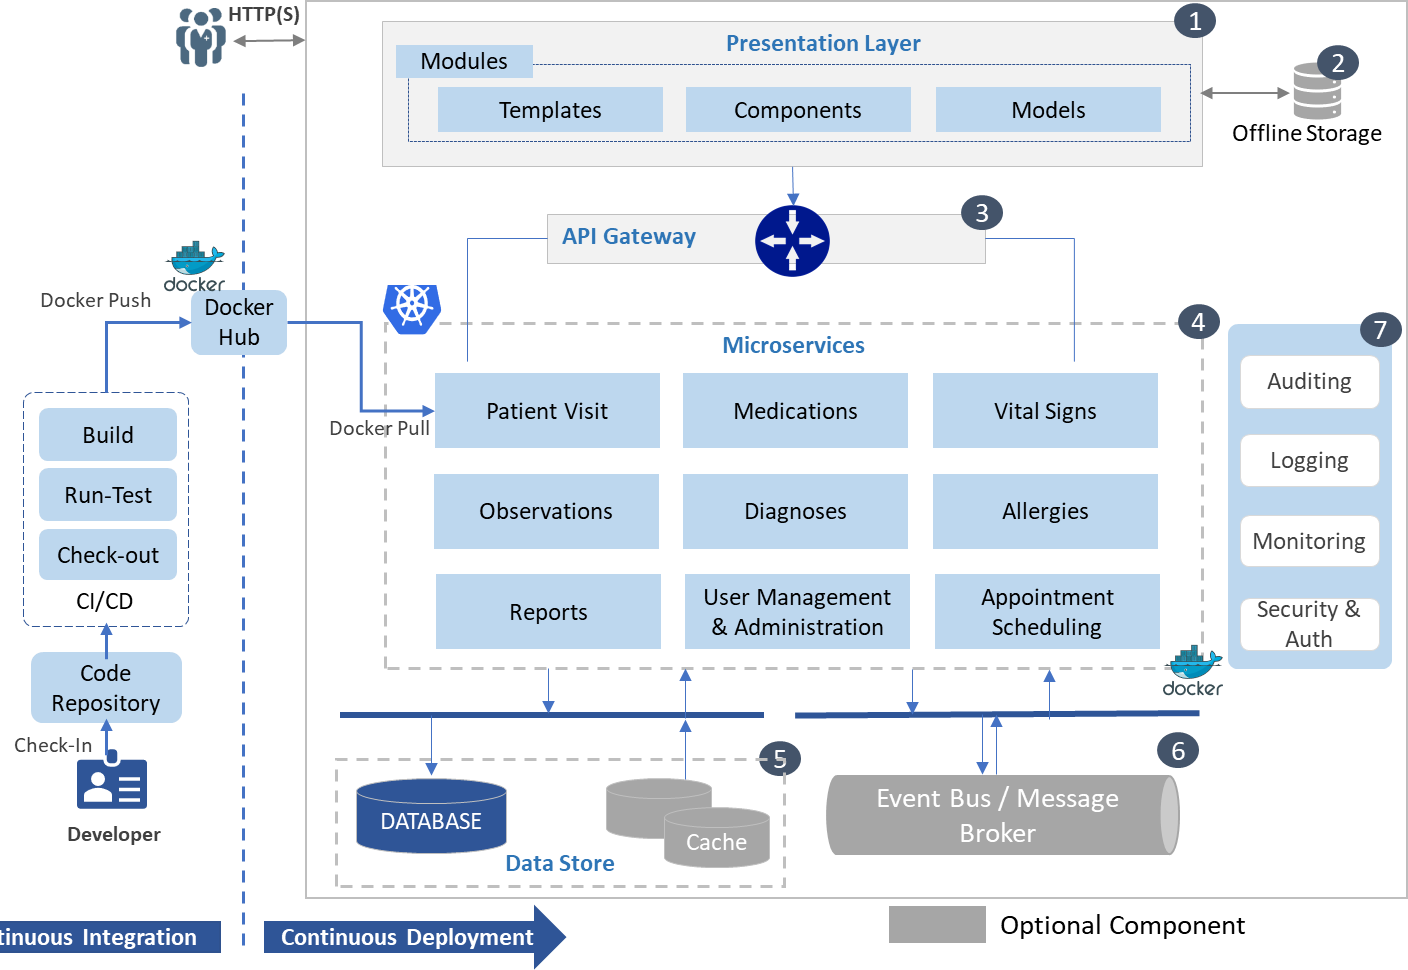 HTTP(S)
1
Presentation Layer
Modules
Templates
Components
Models
2
Offline Storage
3
API Gateway
docker
Docker Push
Docker
Hub
4
Microservices
Docker Pull
Patient Visit
Medications
Vital Signs
Observations
Diagnoses
Allergies
Reports
User Management
& Administration
Appointment
Scheduling
docker
7
Auditing
Logging
Monitoring
Security &
Auth
Build
Run-Test
Check-out
CI/CD
Code
Repository
Check-In
Developer
5
DATABASE
Cache
Data Store
6
Event Bus / Message
Broker
tinuous Integration
Continuous Deployment
Optional Component